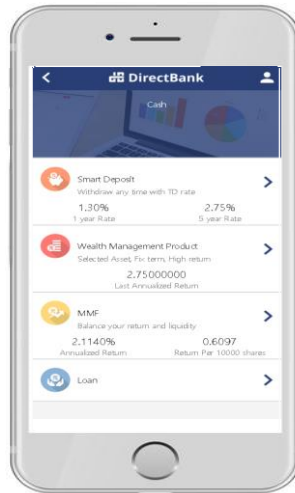 DirectBank
Cash
Smart Deposit
Withdraw any time with TD rate
1.30% 2.75%
1 year Rate 5 year Rate
Wealth Management Product
Selected Asset, Fix term, High return
2.75000000
Last Annualized Return
MMF
Balance your return and liquidity
2.1140% 0.6097
Annualized Return Return Per 10000 shares
Loan